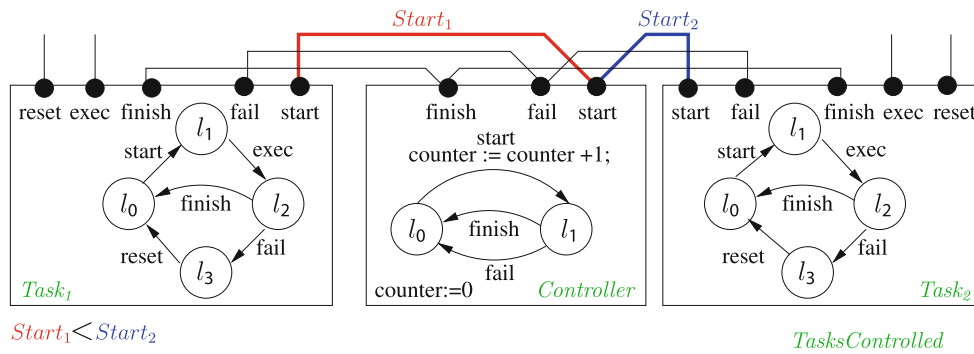 Start₁ Start₂
reset exec finish fail start
finish fail start
start fail finish exec reset
l₁
start exec
l₀ finish l₂
reset fail
l₃
Task₁
start
counter := counter +1;
l₀ finish l₁
fail
counter:=0
Controller
l₁
start exec
l₀ finish l₂
reset fail
l₃
Task₂
Start₁<Start₂
TasksControlled